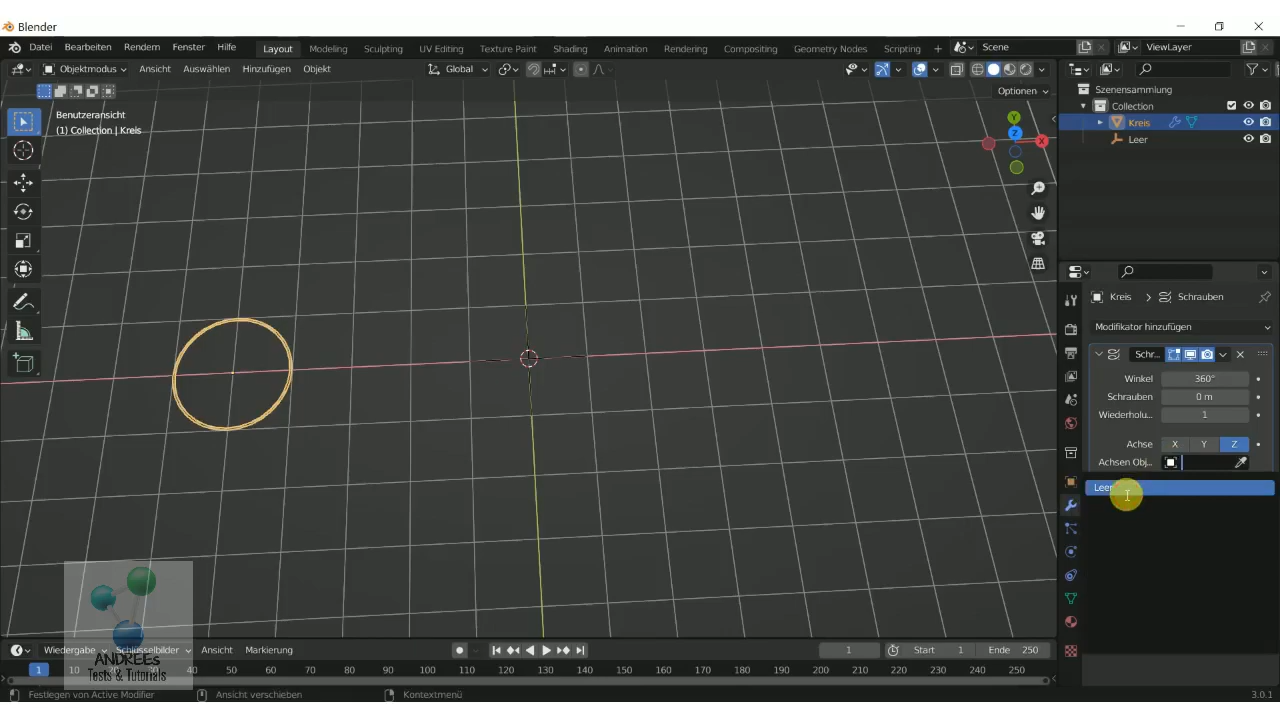 Blender
Datei Bearbeiten Rendern Fenster Hilfe Layout Modeling Sculpting UV Editing Texture Paint Shading Animation Rendering Compositing Geometry Nodes Scripting + Scene ViewLayer
Objektmodus Ansicht Auswählen Hinzufügen Objekt Global
Optionen
Szenensammlung
Collection
Kreis
Leer
Benutzeransicht
(1) Collection | Kreis
Y
Z
X
Kreis > Schrauben
Modifikator hinzufügen
Schr...
Winkel 360°
Schrauben 0 m
Wiederholu... 1
Achse X Y Z
Achsen Obj...
Leer
Wiedergabe Schlüsselbilder Ansicht Markierung 1 Start 1 Ende 250
1 10 40 50 60 70 80 90 100 110 120 130 140 150 160 170 180 190 200 210 220 230 240 250
ANDREEs
Tests & Tutorials
Festlegen von Active Modifier Ansicht verschieben Kontextmenü 3.0.1